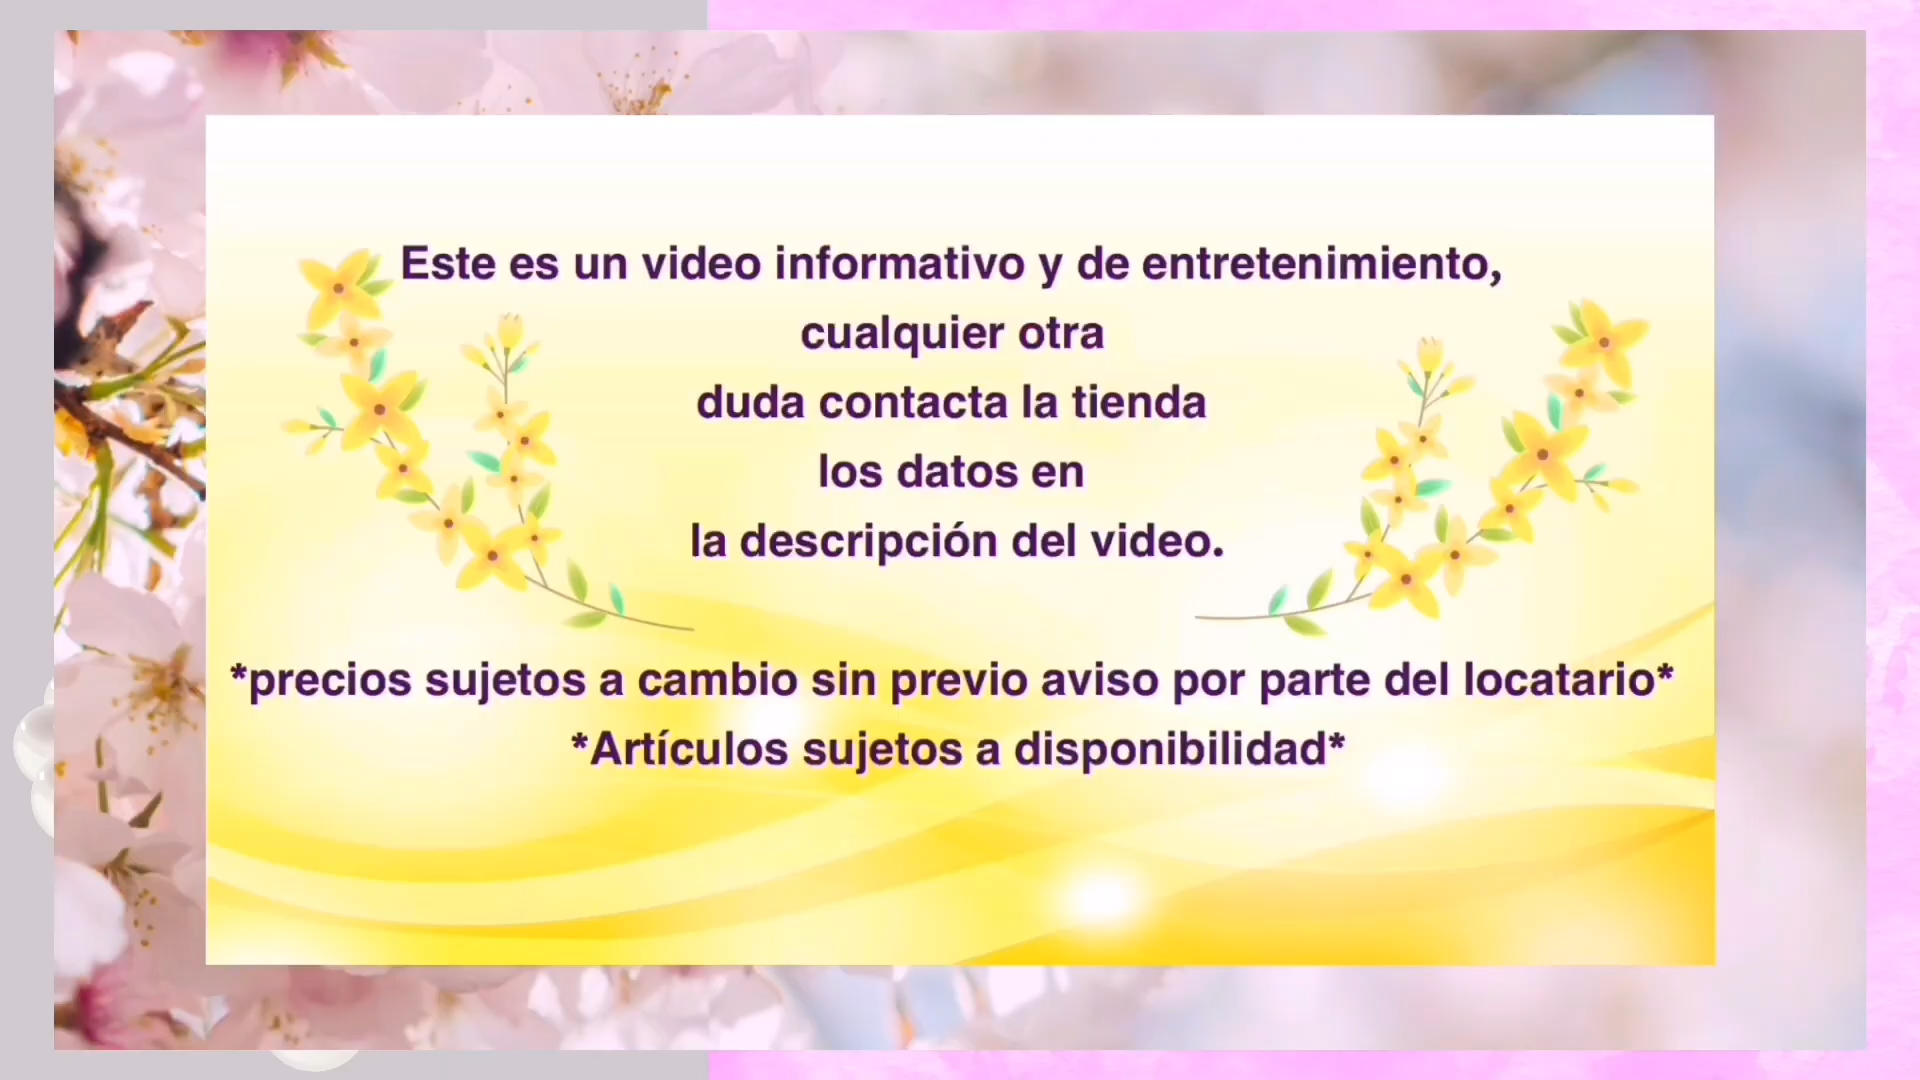 Este es un video informativo y de entretenimiento,
cualquier otra
duda contacta la tienda
los datos en
la descripción del video.
*precios sujetos a cambio sin previo aviso por parte del locatario*
*Artículos sujetos a disponibilidad*